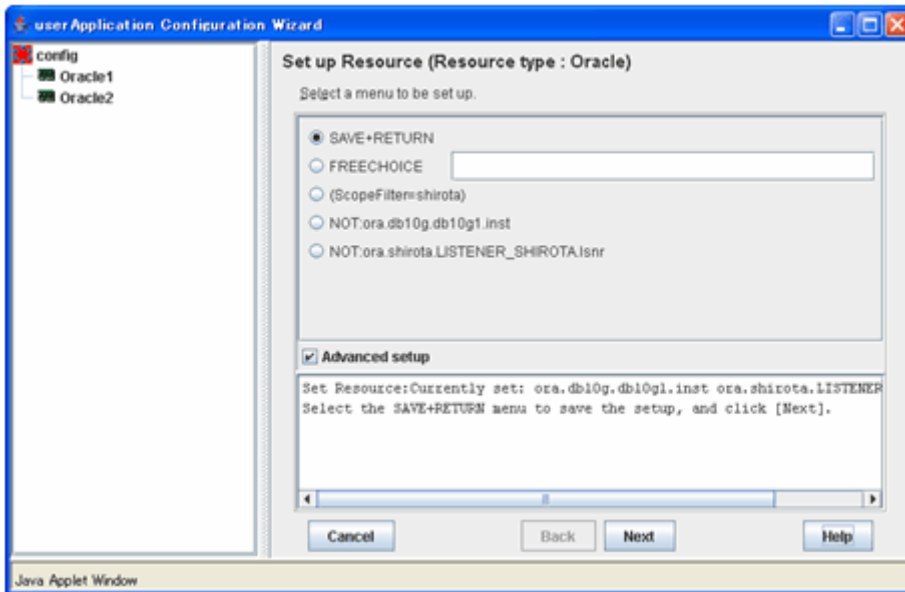 userApplication Configuration Wizard
config
Oracle1
Oracle2
Set up Resource (Resource type : Oracle)
Select a menu to be set up.
SAVE+RETURN
FREECHOICE
(ScopeFilter=shirota)
NOT:ora.db10g.db10g1.inst
NOT:ora.shirota.LISTENER_SHIROTA.lsnr
Advanced setup
Set Resource:Currently set: ora.db10g.db10g1.inst ora.shirota.LISTENER
Select the SAVE+RETURN menu to save the setup, and click [Next].
Cancel Back Next Help
Java Applet Window